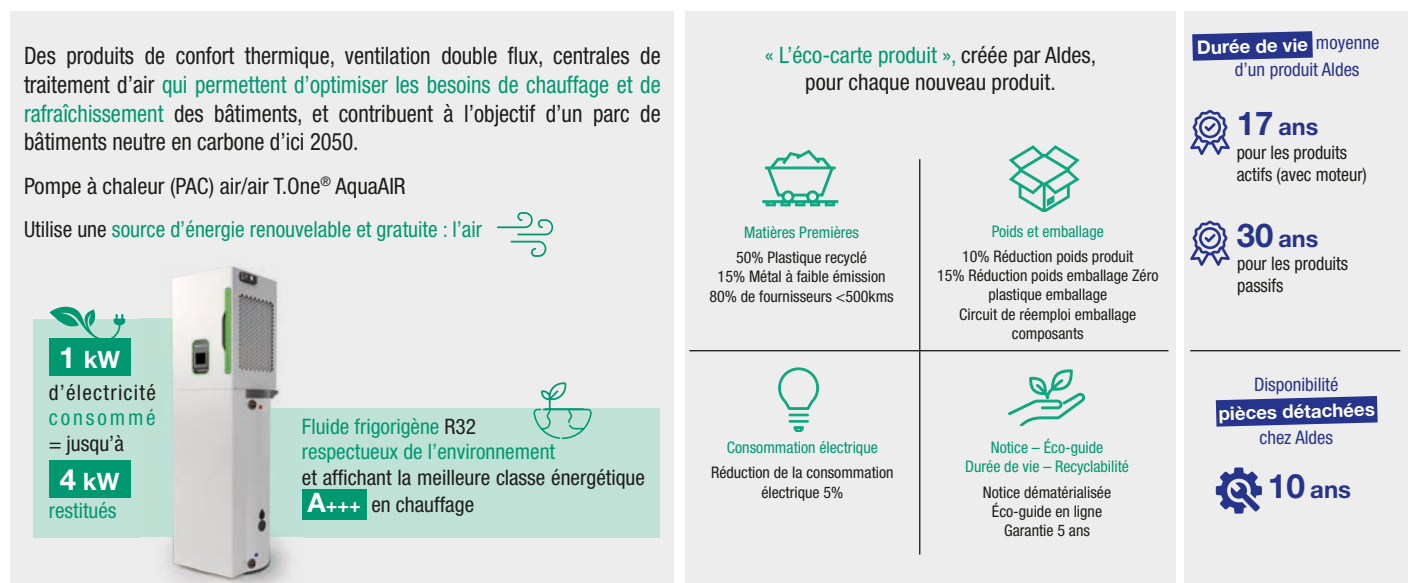 Des produits de confort thermique, ventilation double flux, centrales de
traitement d'air qui permettent d'optimiser les besoins de chauffage et de
rafraîchissement des bâtiments, et contribuent à l'objectif d'un parc de
bâtiments neutre en carbone d'ici 2050.
Pompe à chaleur (PAC) air/air T.One® AquaAIR
Utilise une source d'énergie renouvelable et gratuite : l'air
1 kW
d'électricité
consommé
= jusqu'à
4 kW
restitués
Fluide frigorigène R32
respectueux de l'environnement
et affichant la meilleure classe énergétique
A+++ en chauffage
« L'éco-carte produit », créée par Aldes,
pour chaque nouveau produit.
Matières Premières
50% Plastique recyclé
15% Métal à faible émission
80% de fournisseurs <500kms
Poids et emballage
10% Réduction poids produit
15% Réduction poids emballage Zéro
plastique emballage
Circuit de réemploi emballage
composants
Consommation électrique
Réduction de la consommation
électrique 5%
Notice – Éco-guide
Durée de vie – Recyclabilité
Notice dématérialisée
Éco-guide en ligne
Garantie 5 ans
Durée de vie moyenne
d'un produit Aldes
17 ans
pour les produits
actifs (avec moteur)
30 ans
pour les produits
passifs
Disponibilité
pièces détachées
chez Aldes
10 ans